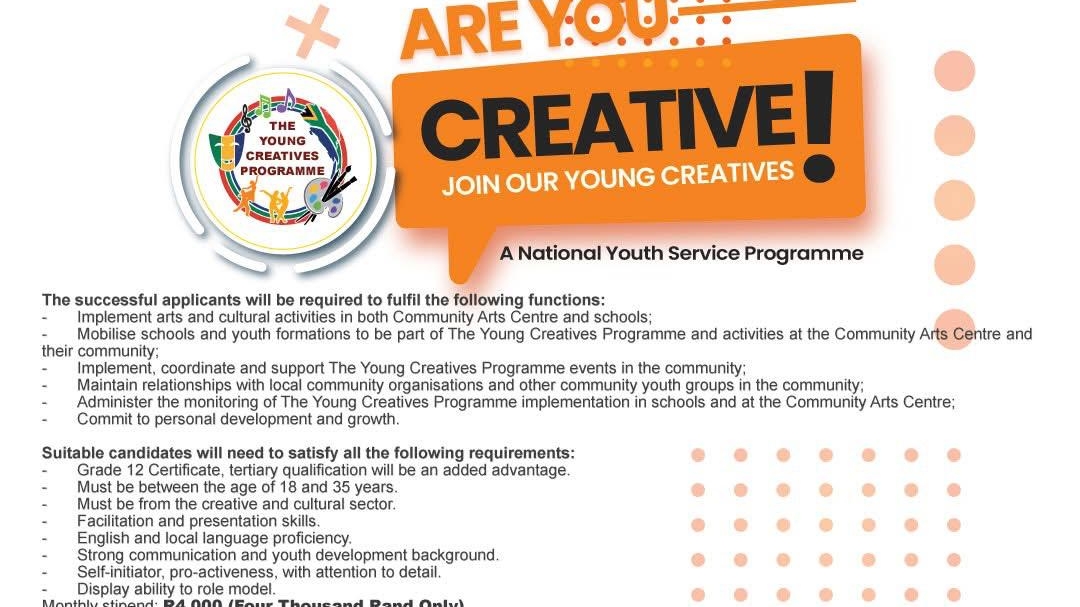 ARE YOU
CREATIVE!
JOIN OUR YOUNG CREATIVES
THE
YOUNG
CREATIVES
PROGRAMME
A National Youth Service Programme
The successful applicants will be required to fulfil the following functions:
- Implement arts and cultural activities in both Community Arts Centre and schools;
- Mobilise schools and youth formations to be part of The Young Creatives Programme and activities at the Community Arts Centre and
their community;
- Implement, coordinate and support The Young Creatives Programme events in the community;
- Maintain relationships with local community organisations and other community youth groups in the community;
- Administer the monitoring of The Young Creatives Programme implementation in schools and at the Community Arts Centre;
- Commit to personal development and growth.
Suitable candidates will need to satisfy all the following requirements:
- Grade 12 Certificate, tertiary qualification will be an added advantage.
- Must be between the age of 18 and 35 years.
- Must be from the creative and cultural sector.
- Facilitation and presentation skills.
- English and local language proficiency.
- Strong communication and youth development background.
- Self-initiator, pro-activeness, with attention to detail.
- Display ability to role model.
Monthly stipend: R4 000 (Four Thousand Rand Only)